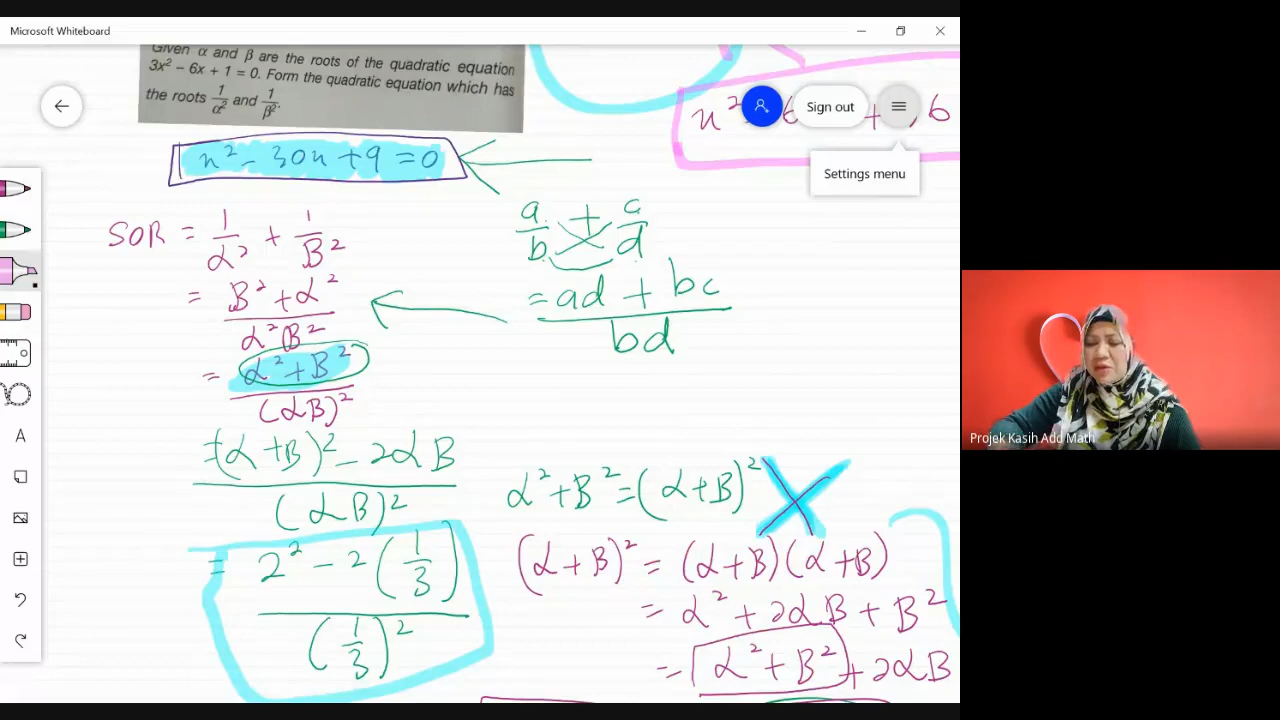 Microsoft Whiteboard
Given α and β are the roots of the quadratic equation
3x² − 6x + 1 = 0. Form the quadratic equation which has
the roots 1/α² and 1/β².
Sign out
Settings menu
x² - 30x + 9 = 0
SOR = 1/α² + 1/β²
= β² + α² / α²β²
= α² + β² / (αβ)²
= (α+β)² - 2αβ / (αβ)²
= 2² - 2(1/3) / (1/3)²
a/b + c/d
= ad + bc / bd
α² + β² = (α+β)²
(α+β)² = (α+β)(α+β)
= α² + 2αβ + β²
= α² + β² + 2αβ
A
Projek Kasih Add Math